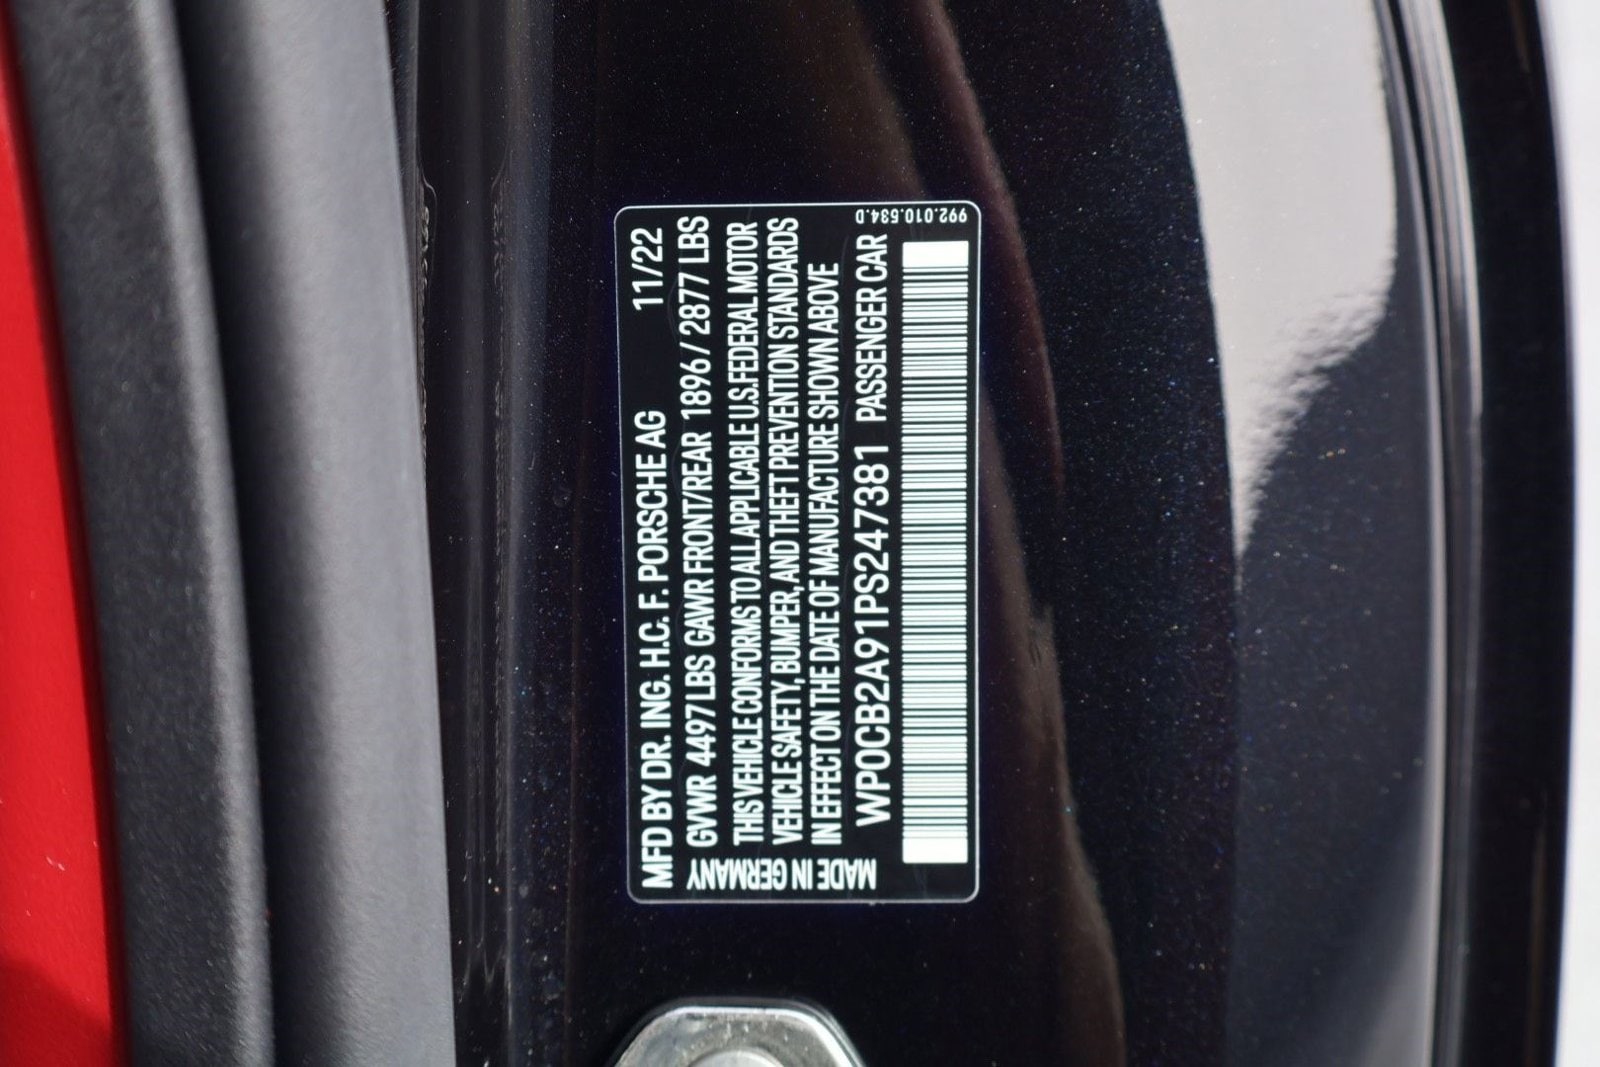 MFD BY DR. ING. H.C. F. PORSCHE AG 11/22
GVWR 4497 LBS GAWR FRONT/REAR 1896 / 2877 LBS
THIS VEHICLE CONFORMS TO ALL APPLICABLE U.S. FEDERAL MOTOR
VEHICLE SAFETY, BUMPER, AND THEFT PREVENTION STANDARDS
IN EFFECT ON THE DATE OF MANUFACTURE SHOWN ABOVE
WP0CB2A91PS247381 PASSENGER CAR
MADE IN GERMANY
992.010.534.D